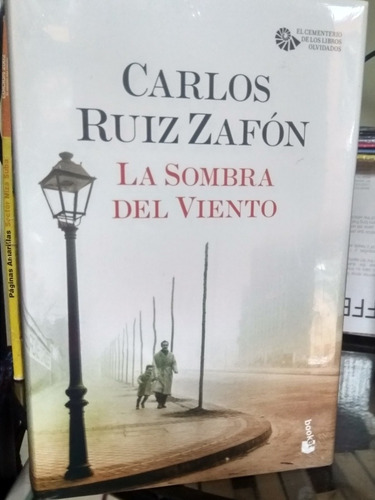 EL CEMENTERIO
DE LOS LIBROS
OLVIDADOS
CARLOS
RUIZ ZAFÓN
LA SOMBRA
DEL VIENTO
booket
Páginas Amarillas